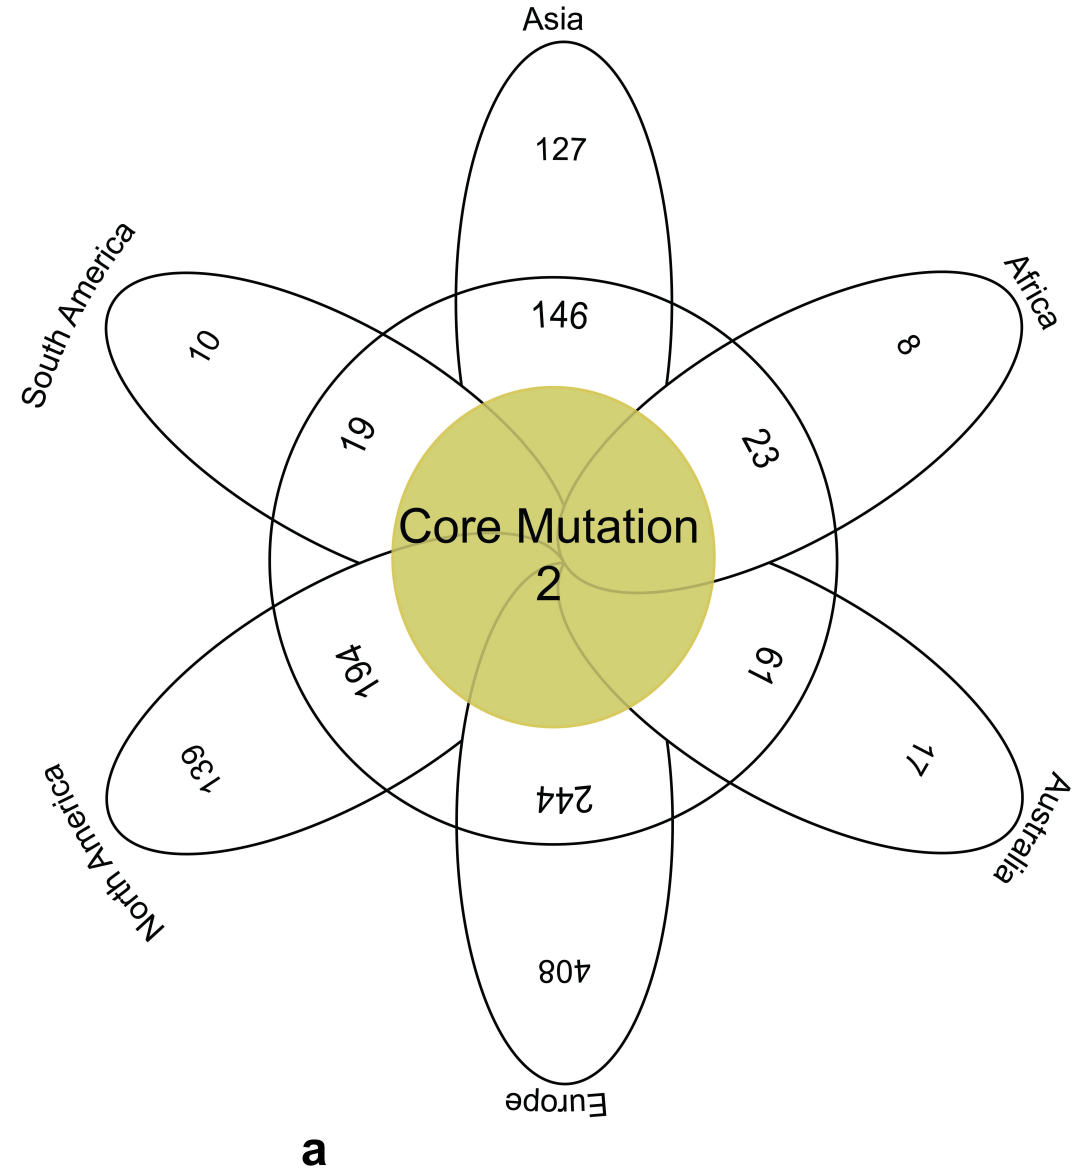 Asia
127
146
South America
10
19
Africa
8
23
Core Mutation
2
194
139
North America
61
17
Australia
244
408
Europe
a